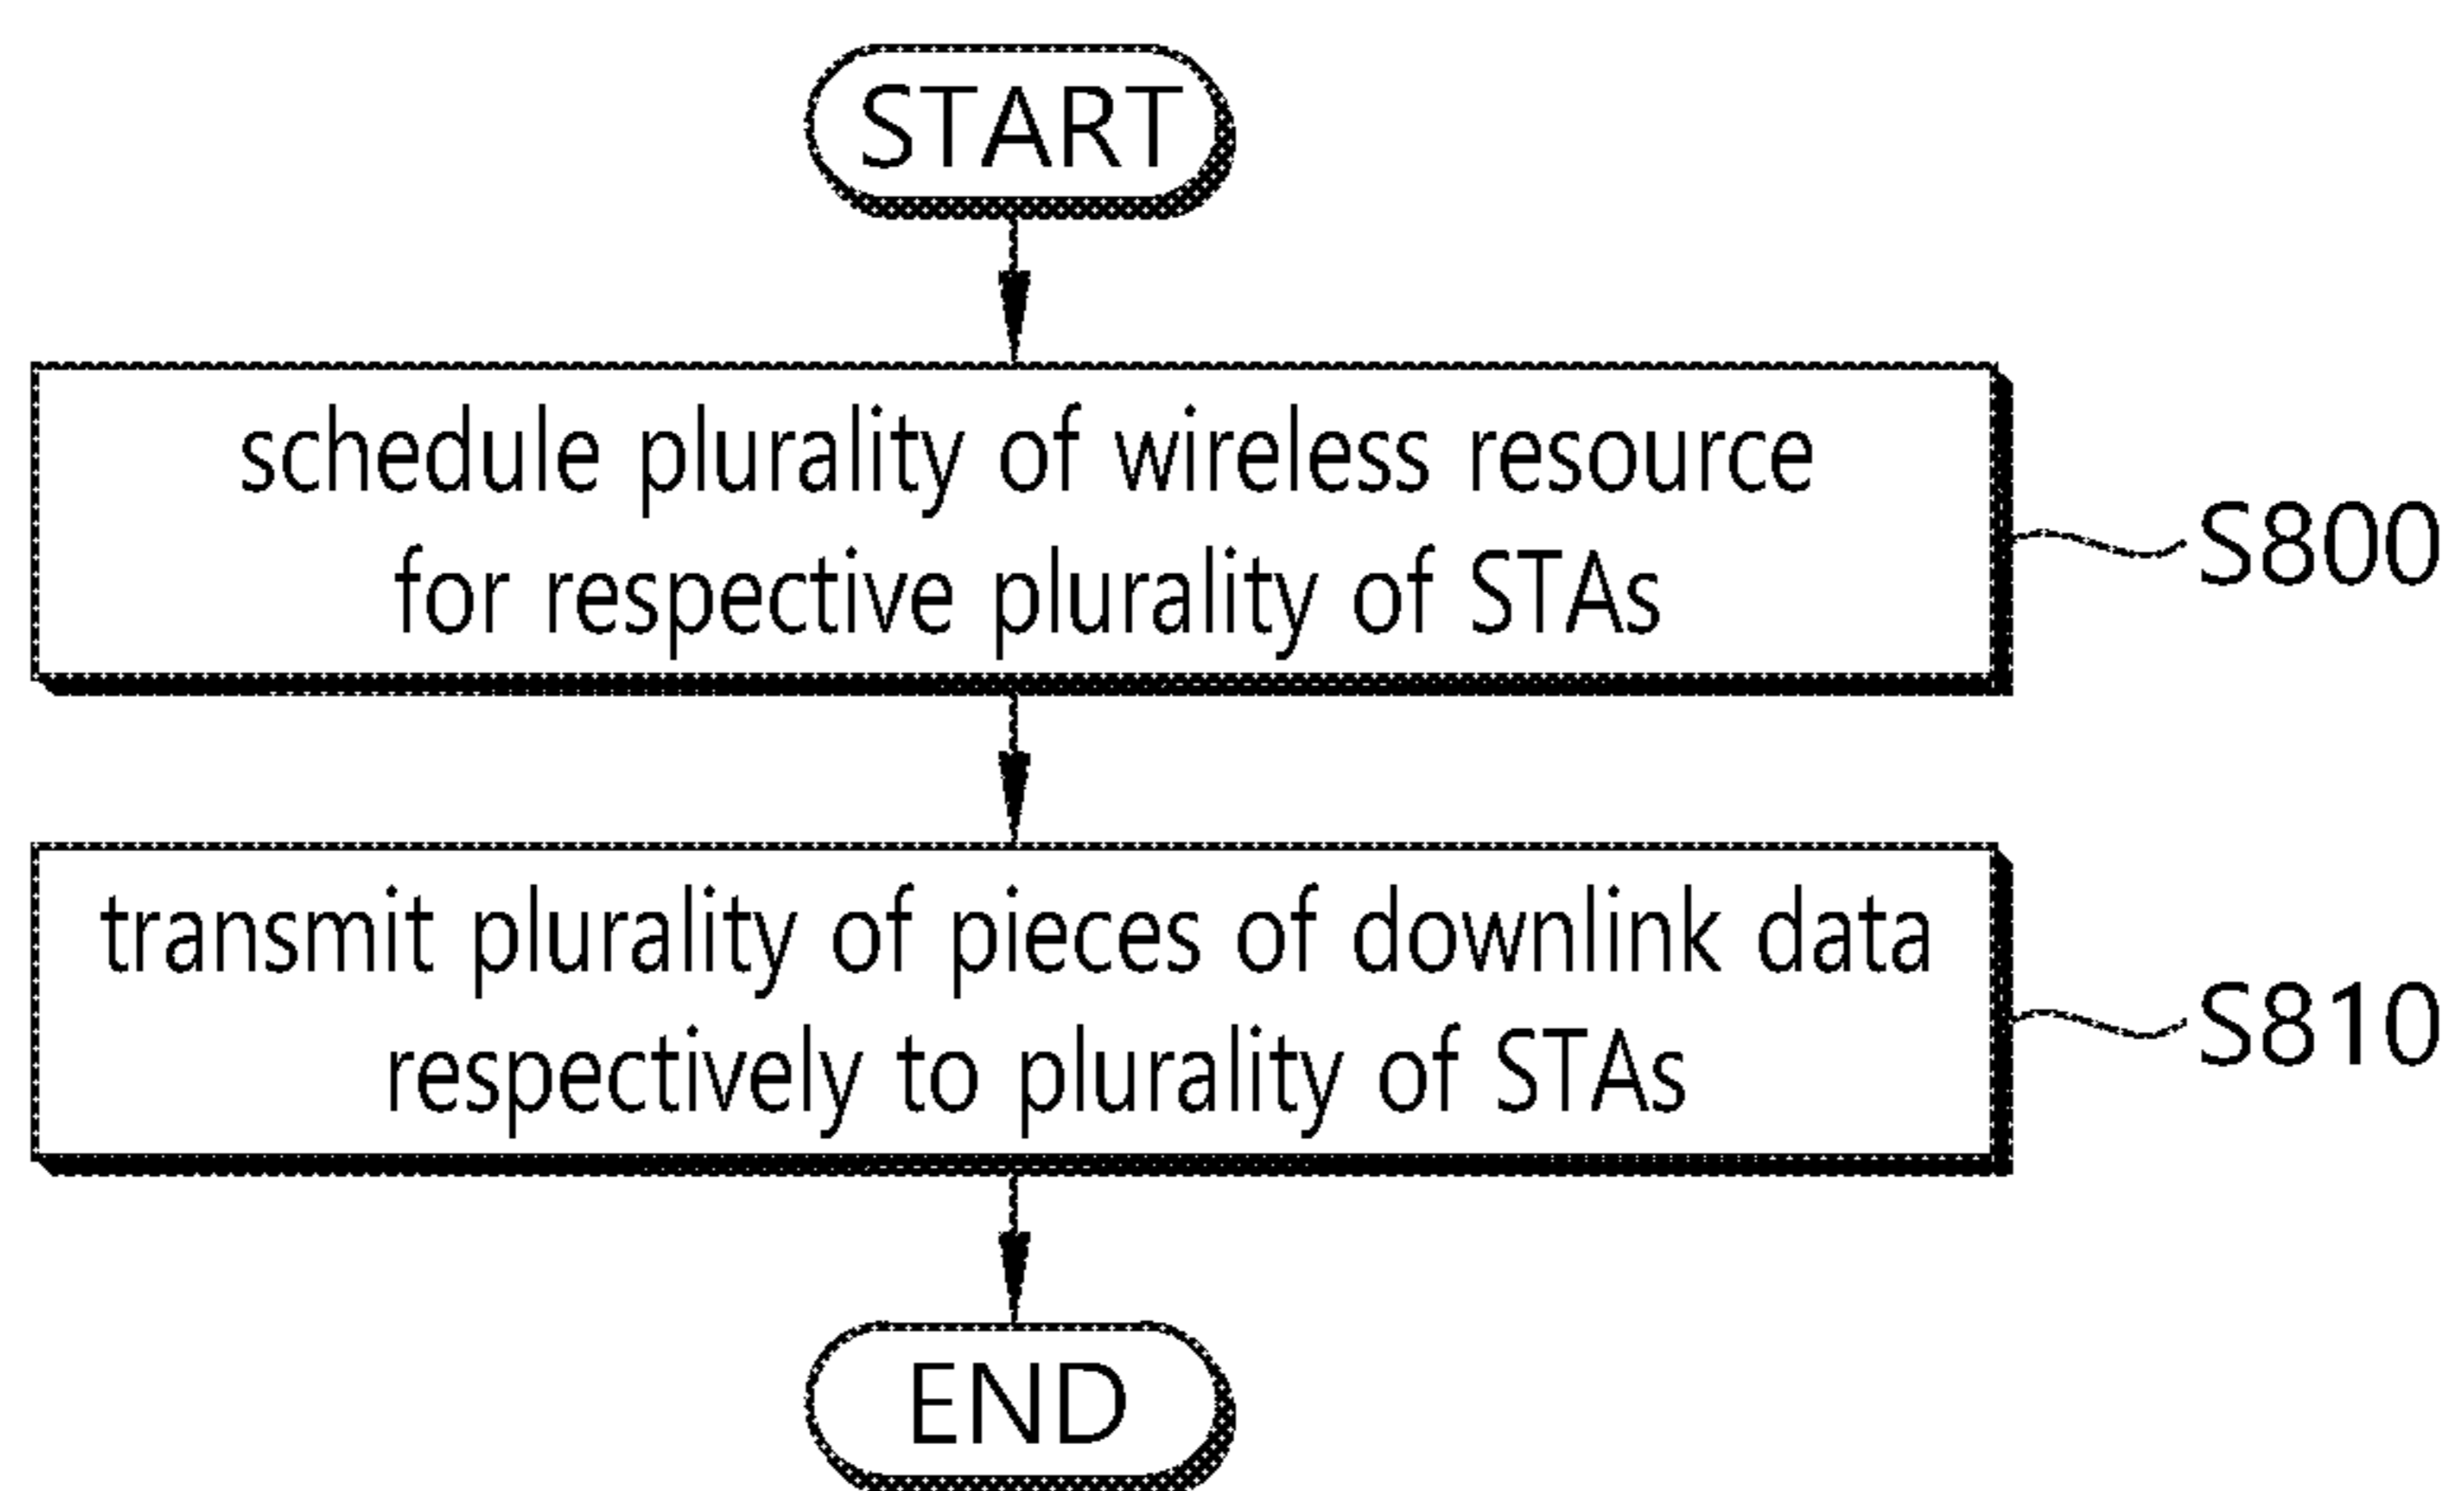 START
schedule plurality of wireless resource
for respective plurality of STAs
S800
transmit plurality of pieces of downlink data
respectively to plurality of STAs
S810
END